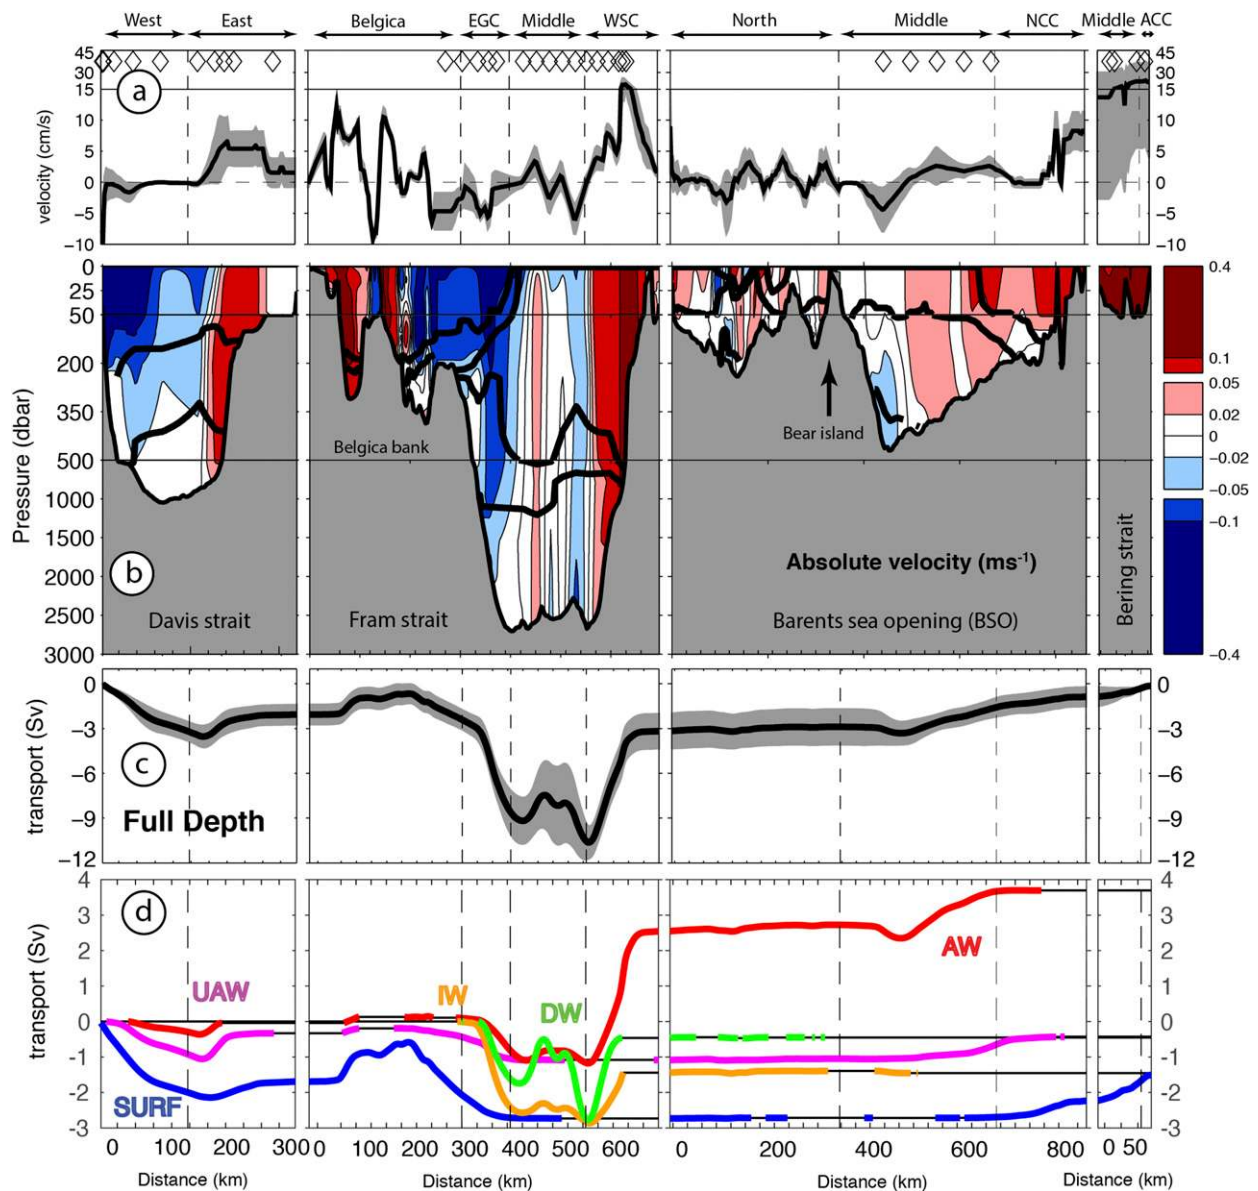 West East Belgica EGC Middle WSC North Middle NCC Middle ACC
45
30
15
10
5
0
−5
−10
velocity (cm/s)
a
45
30
15
10
5
0
−5
−10
0
25
50
200
350
500
1000
1500
2000
2500
3000
Pressure (dbar)
b
Belgica bank
Bear island
Davis strait
Fram strait
Absolute velocity (ms⁻¹)
Barents sea opening (BSO)
Bering strait
0.4
0.1
0.05
0.02
0
−0.02
−0.05
−0.1
−0.4
0
−3
−6
−9
−12
transport (Sv)
c
Full Depth
0
−3
−6
−9
−12
4
3
2
1
0
-1
-2
-3
transport (Sv)
d
UAW
SURF
IW
DW
AW
4
3
2
1
0
-1
-2
-3
0 100 200 300 0 100 200 300 400 500 600 0 200 400 600 800 0 50
Distance (km) Distance (km) Distance (km) Distance (km)